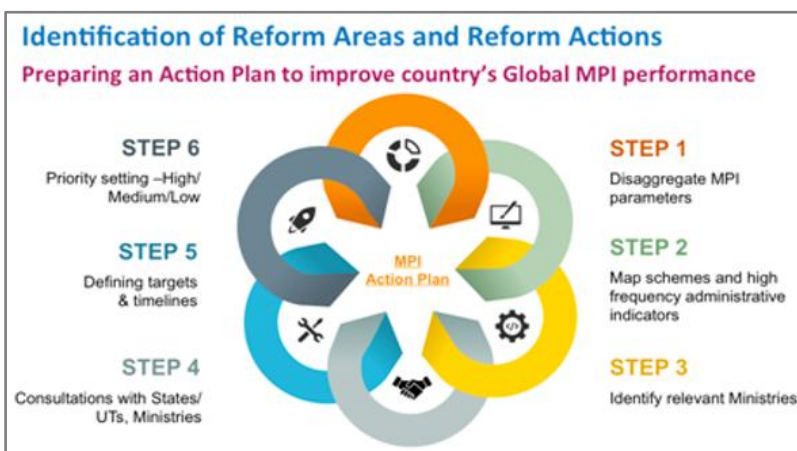 Identification of Reform Areas and Reform Actions
Preparing an Action Plan to improve country's Global MPI performance
STEP 1
Disaggregate MPI
parameters
STEP 2
Map schemes and high
frequency administrative
indicators
STEP 3
Identify relevant Ministries
STEP 4
Consultations with States/
UTs, Ministries
STEP 5
Defining targets
& timelines
STEP 6
Priority setting –High/
Medium/Low
MPI
Action Plan